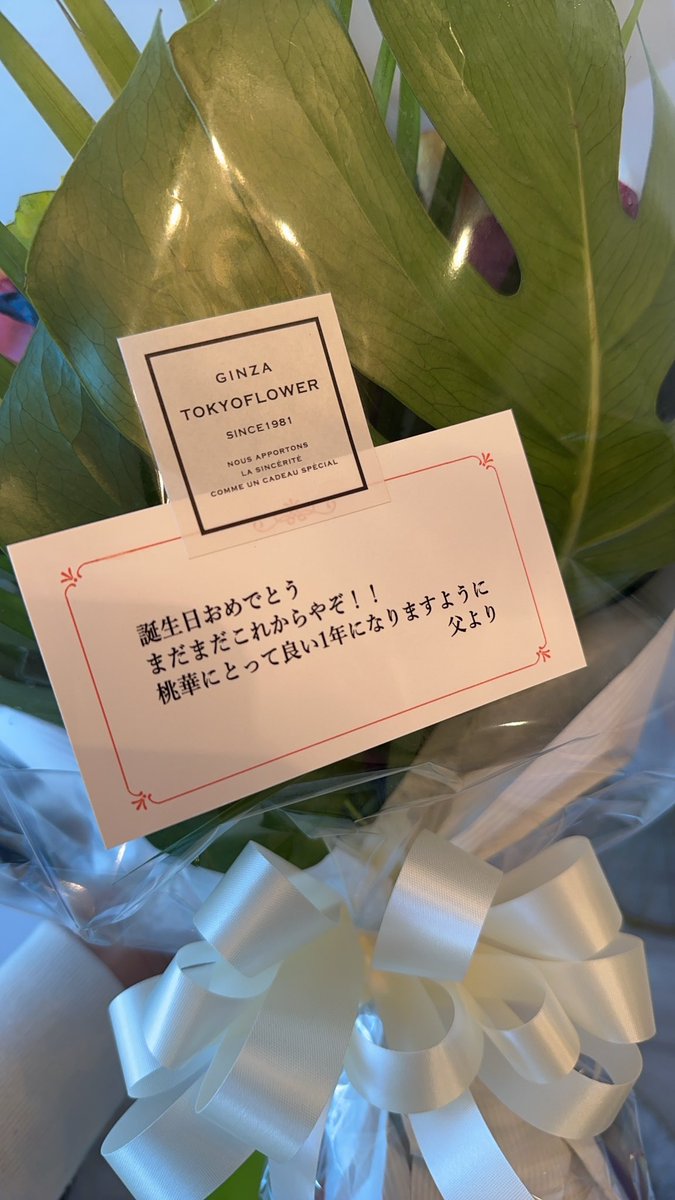 GINZA
TOKYOFLOWER
SINCE1981
NOUS APPORTONS
LA SINCÉRITÉ
COMME UN CADEAU SPÉCIAL
誕生日おめでとう
まだまだこれからやぞ！！
桃華にとって良い1年になりますように
父より